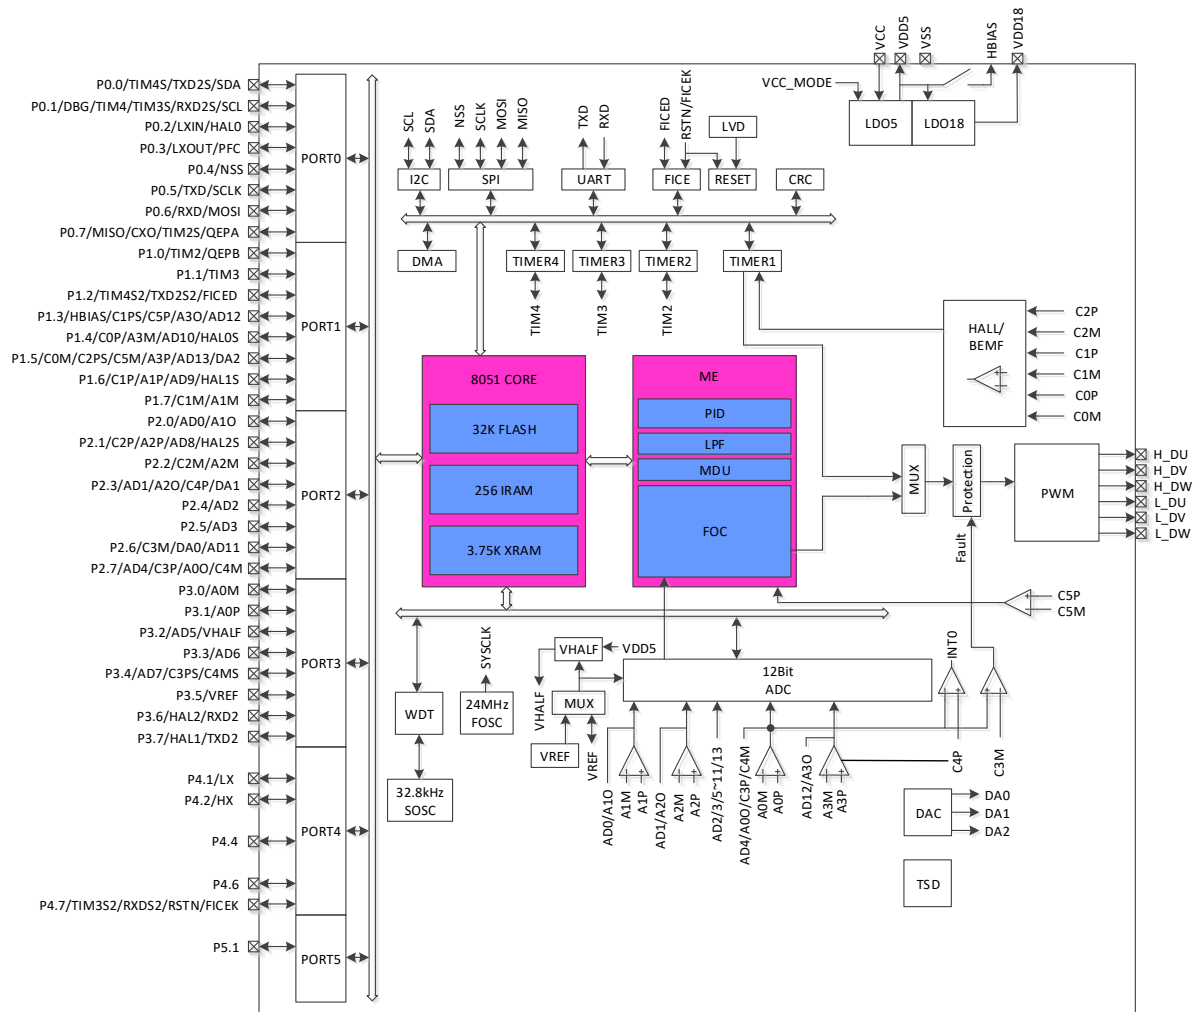 VCC
VDD5
VSS
HBIAS
VDD18
VCC_MODE
LDO5
LDO18
P0.0/TIM4S/TXD2S/SDA
P0.1/DBG/TIM4/TIM3S/RXD2S/SCL
P0.2/LXIN/HAL0
P0.3/LXOUT/PFC
P0.4/NSS
P0.5/TXD/SCLK
P0.6/RXD/MOSI
P0.7/MISO/CXO/TIM2S/QEPA
PORT0
P1.0/TIM2/QEPB
P1.1/TIM3
P1.2/TIM4S2/TXD2S2/FICED
P1.3/HBIAS/C1PS/C5P/A3O/AD12
P1.4/C0P/A3M/AD10/HAL0S
P1.5/C0M/C2PS/C5M/A3P/AD13/DA2
P1.6/C1P/A1P/AD9/HAL1S
P1.7/C1M/A1M
PORT1
P2.0/AD0/A1O
P2.1/C2P/A2P/AD8/HAL2S
P2.2/C2M/A2M
P2.3/AD1/A2O/C4P/DA1
P2.4/AD2
P2.5/AD3
P2.6/C3M/DA0/AD11
P2.7/AD4/C3P/A0O/C4M
PORT2
P3.0/A0M
P3.1/A0P
P3.2/AD5/VHALF
P3.3/AD6
P3.4/AD7/C3PS/C4MS
P3.5/VREF
P3.6/HAL2/RXD2
P3.7/HAL1/TXD2
PORT3
P4.1/LX
P4.2/HX
P4.4
P4.6
P4.7/TIM3S2/RXDS2/RSTN/FICEK
PORT4
P5.1
PORT5
SCL
SDA
NSS
SCLK
MOSI
MISO
TXD
RXD
FICED
RSTN/FICEK
LVD
I2C
SPI
UART
FICE
RESET
CRC
DMA
TIMER4
TIMER3
TIMER2
TIMER1
TIM4
TIM3
TIM2
8051 CORE
32K FLASH
256 IRAM
3.75K XRAM
ME
PID
LPF
MDU
FOC
HALL/
BEMF
C2P
C2M
C1P
C1M
C0P
C0M
MUX
Protection
Fault
PWM
H_DU
H_DV
H_DW
L_DU
L_DV
L_DW
C5P
C5M
WDT
32.8kHz
SOSC
SYSCLK
24MHz
FOSC
VHALF
VDD5
VHALF
MUX
VREF
VREF
12Bit
ADC
INT0
AD0/A1O
A1M
A1P
AD1/A2O
A2M
A2P
AD2/3/5~11/13
AD4/A0O/C3P/C4M
A0M
A0P
AD12/A3O
A3M
A3P
C4P
C3M
DAC
DA0
DA1
DA2
TSD